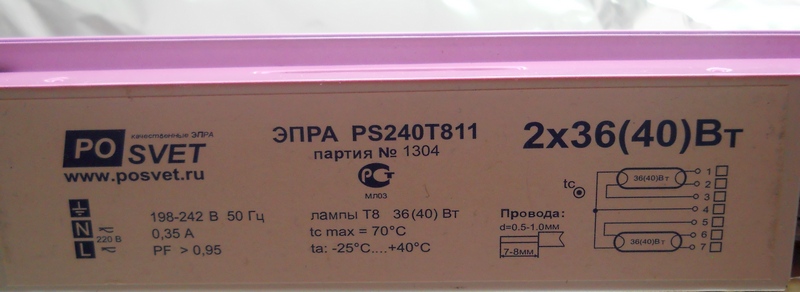 качественные ЭПРА
PO SVET
www.posvet.ru
ЭПРА PS240T811
партия № 1304
РСТ
МЛ03
2x36(40)Вт
N
L
220 В
198-242 В 50 Гц
0,35 А
PF > 0,95
лампы Т8 36(40) Вт
tc max = 70°C
ta: -25°C....+40°C
Провода:
d=0.5-1.0мм
7-8мм
tc
36(40)Вт
1
2
3
4
5
6
7
36(40)Вт